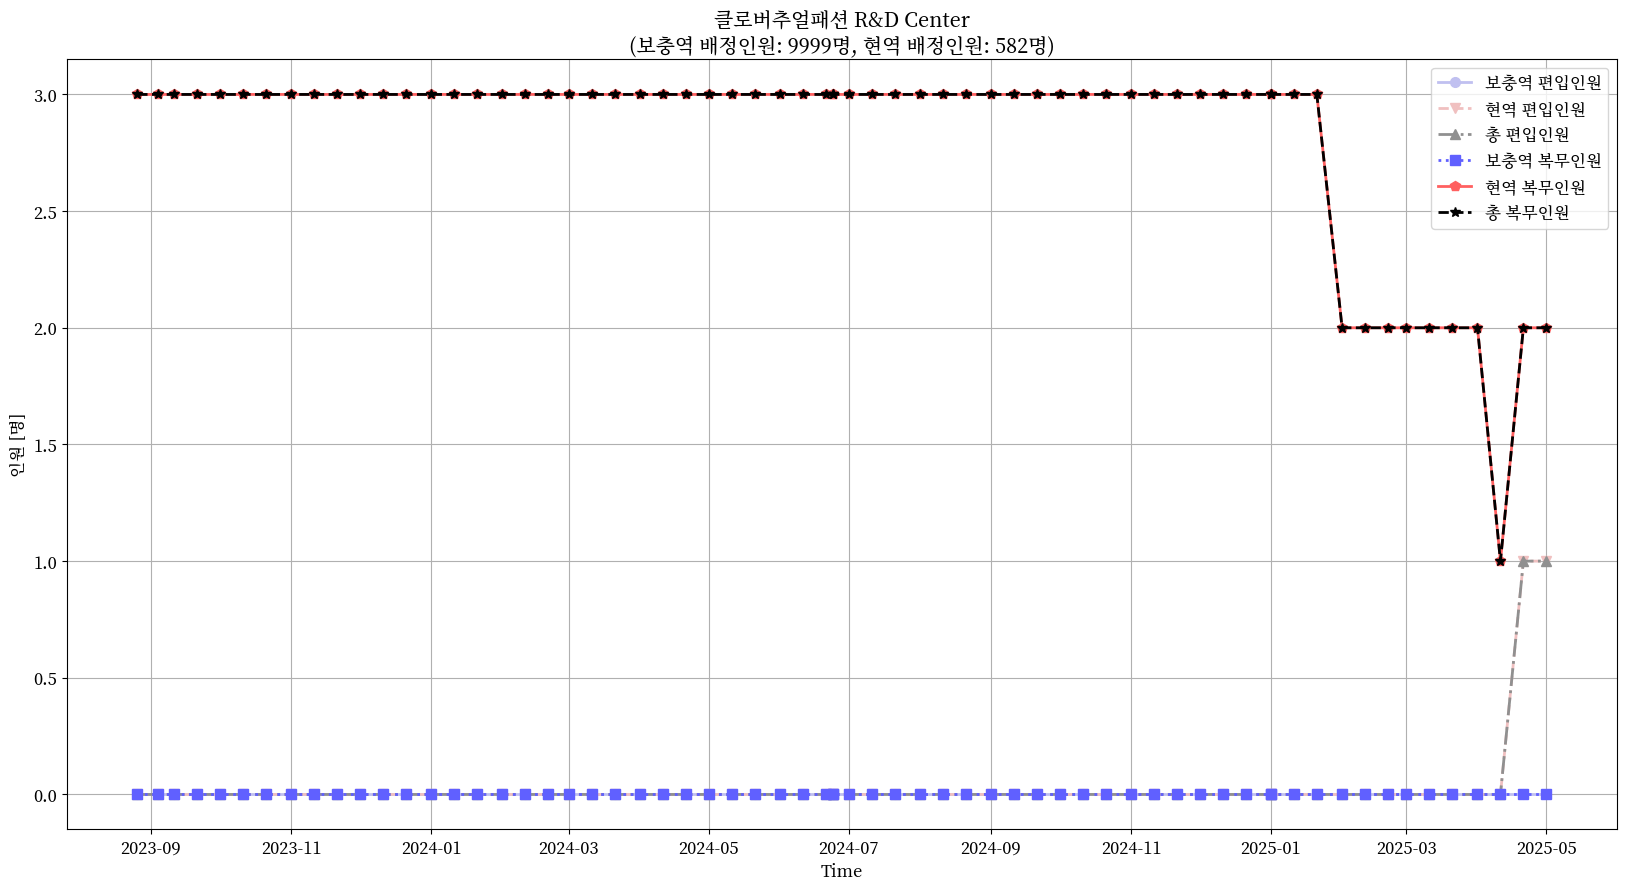 클로버추얼패션 R&D Center
(보충역 배정인원: 9999명, 현역 배정인원: 582명)
보충역 편입인원
현역 편입인원
총 편입인원
보충역 복무인원
현역 복무인원
총 복무인원
인원 [명]
3.0
2.5
2.0
1.5
1.0
0.5
0.0
2023-09
2023-11
2024-01
2024-03
2024-05
2024-07
2024-09
2024-11
2025-01
2025-03
2025-05
Time